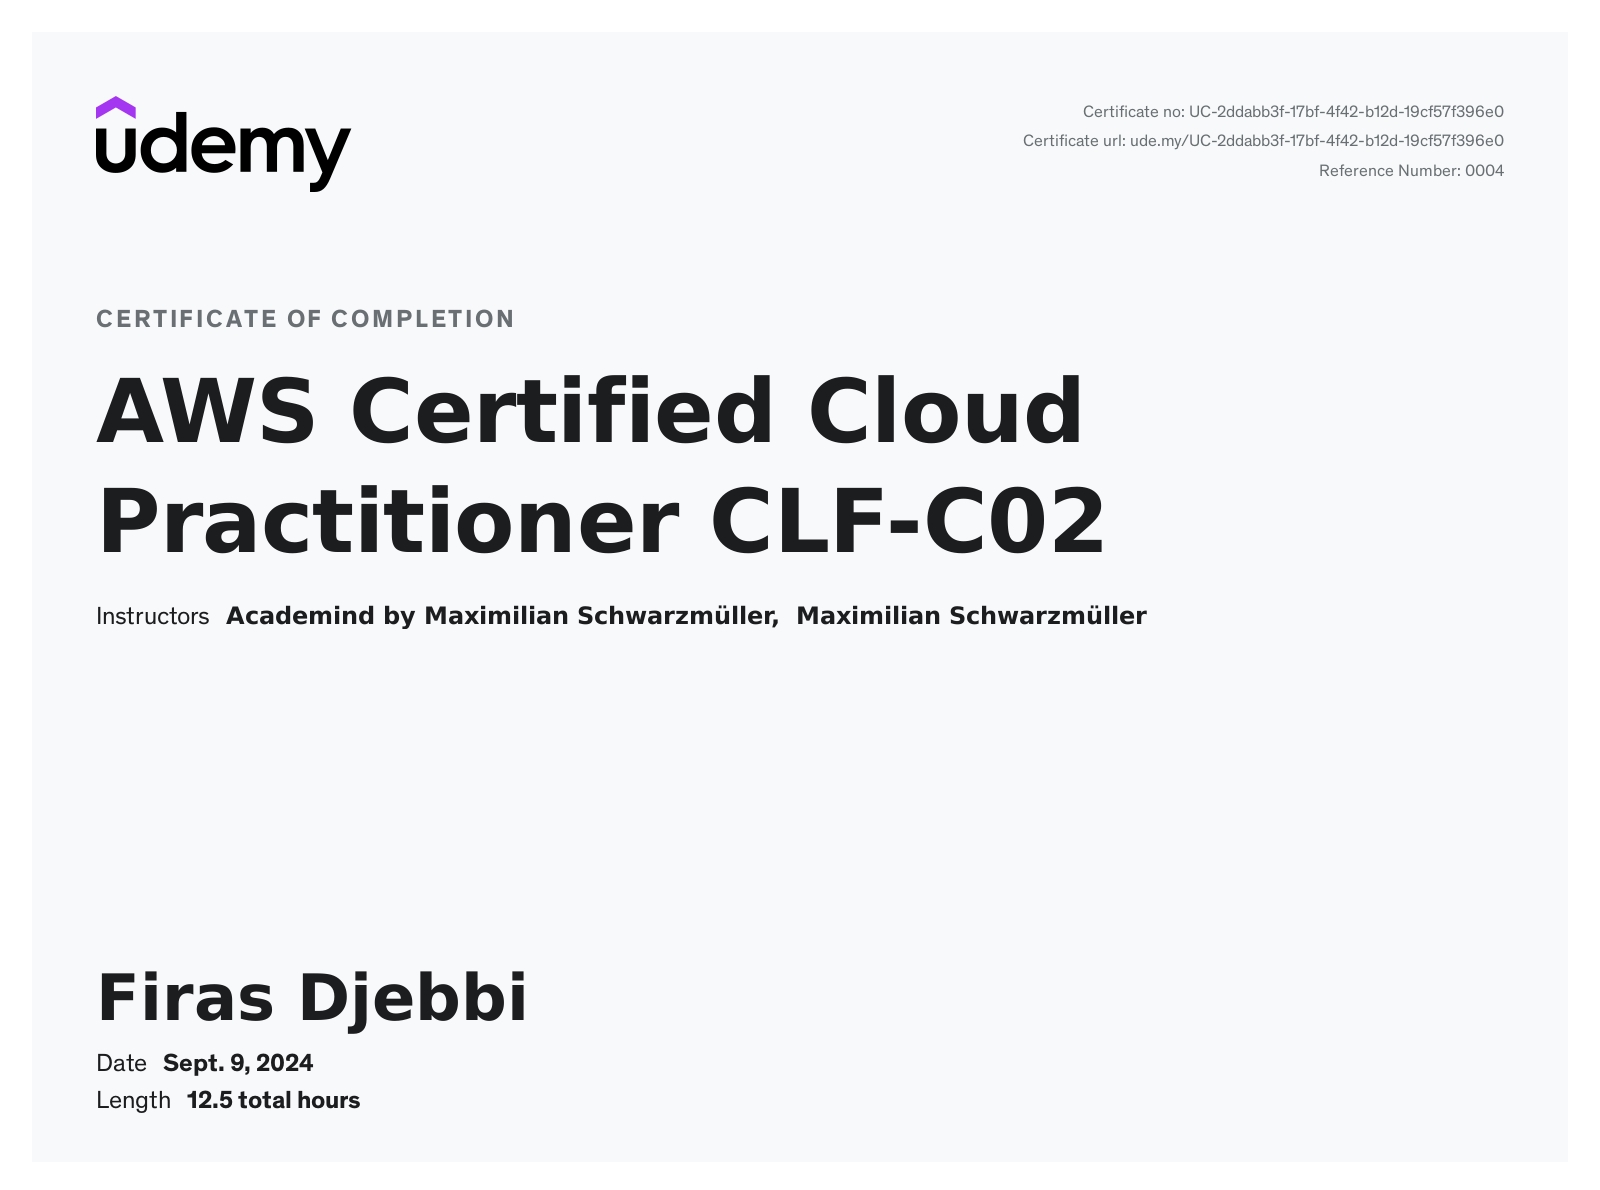 udemy
Certificate no: UC-2ddabb3f-17bf-4f42-b12d-19cf57f396e0
Certificate url: ude.my/UC-2ddabb3f-17bf-4f42-b12d-19cf57f396e0
Reference Number: 0004
CERTIFICATE OF COMPLETION
AWS Certified Cloud
Practitioner CLF-C02
Instructors Academind by Maximilian Schwarzmüller, Maximilian Schwarzmüller
Firas Djebbi
Date Sept. 9, 2024
Length 12.5 total hours